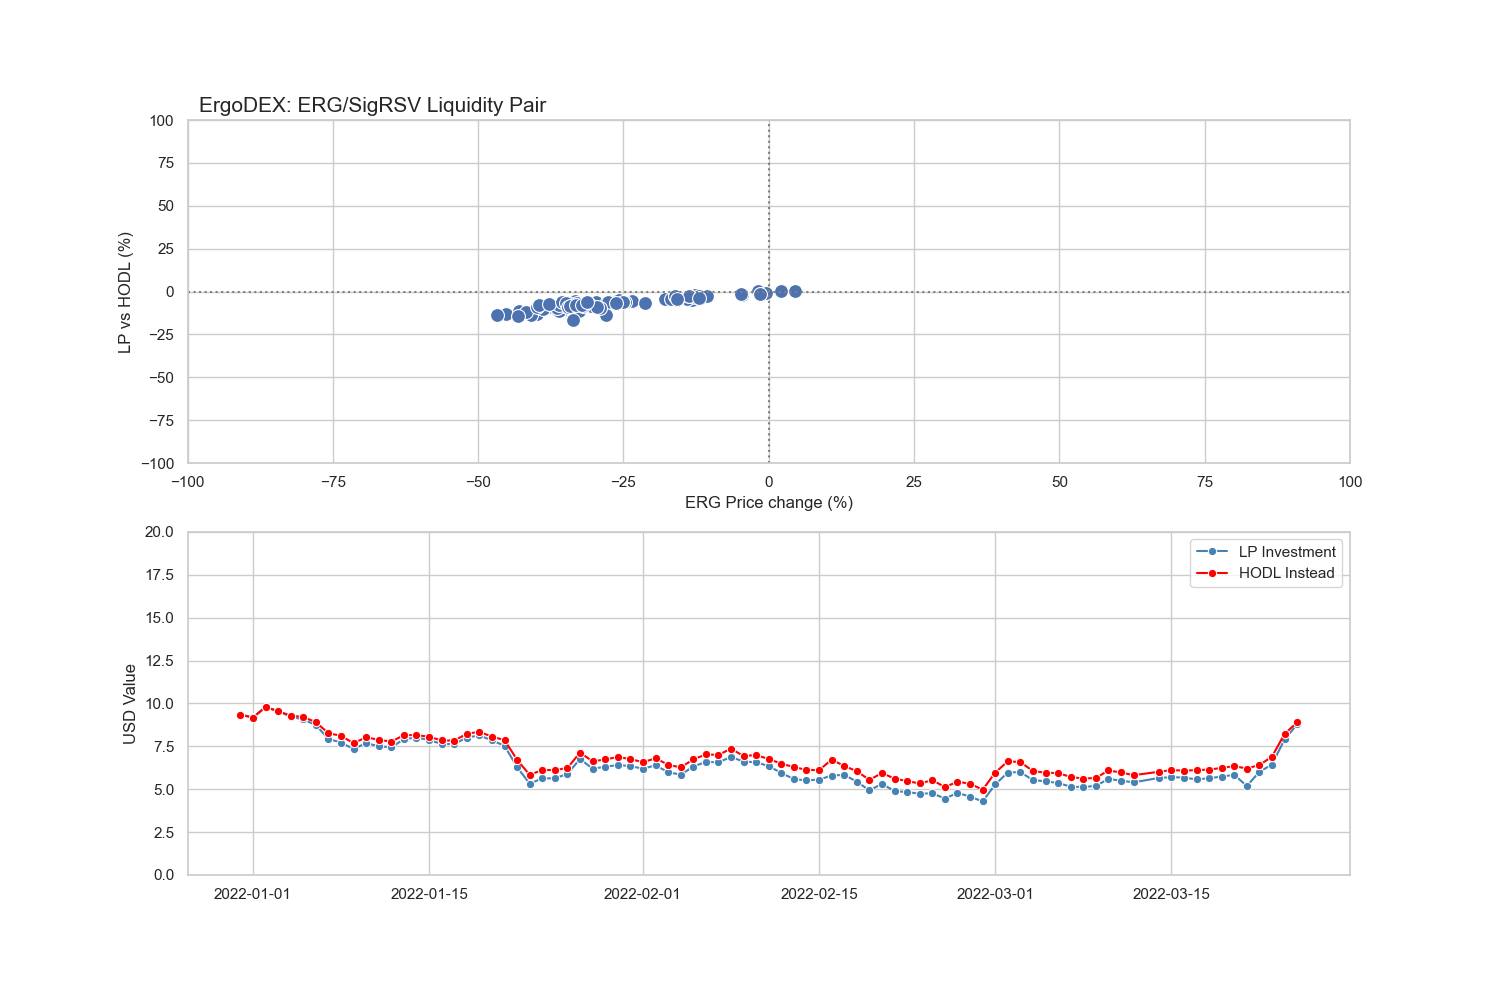 ErgoDEX: ERG/SigRSV Liquidity Pair
100
75
50
25
0
−25
−50
−75
−100
LP vs HODL (%)
−100 −75 −50 −25 0 25 50 75 100
ERG Price change (%)
20.0
17.5
15.0
12.5
10.0
7.5
5.0
2.5
0.0
USD Value
LP Investment
HODL Instead
2022-01-01 2022-01-15 2022-02-01 2022-02-15 2022-03-01 2022-03-15